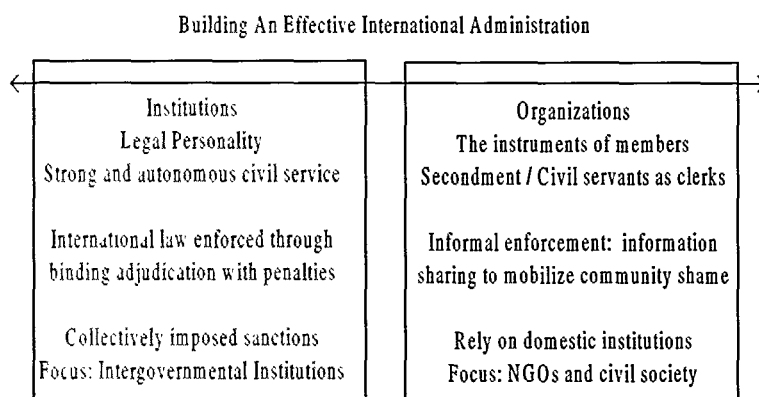 Building An Effective International Administration
Institutions
Legal Personality
Strong and autonomous civil service
International law enforced through
binding adjudication with penalties
Collectively imposed sanctions
Focus: Intergovernmental Institutions
Organizations
The instruments of members
Secondment / Civil servants as clerks
Informal enforcement: information
sharing to mobilize community shame
Rely on domestic institutions
Focus: NGOs and civil society